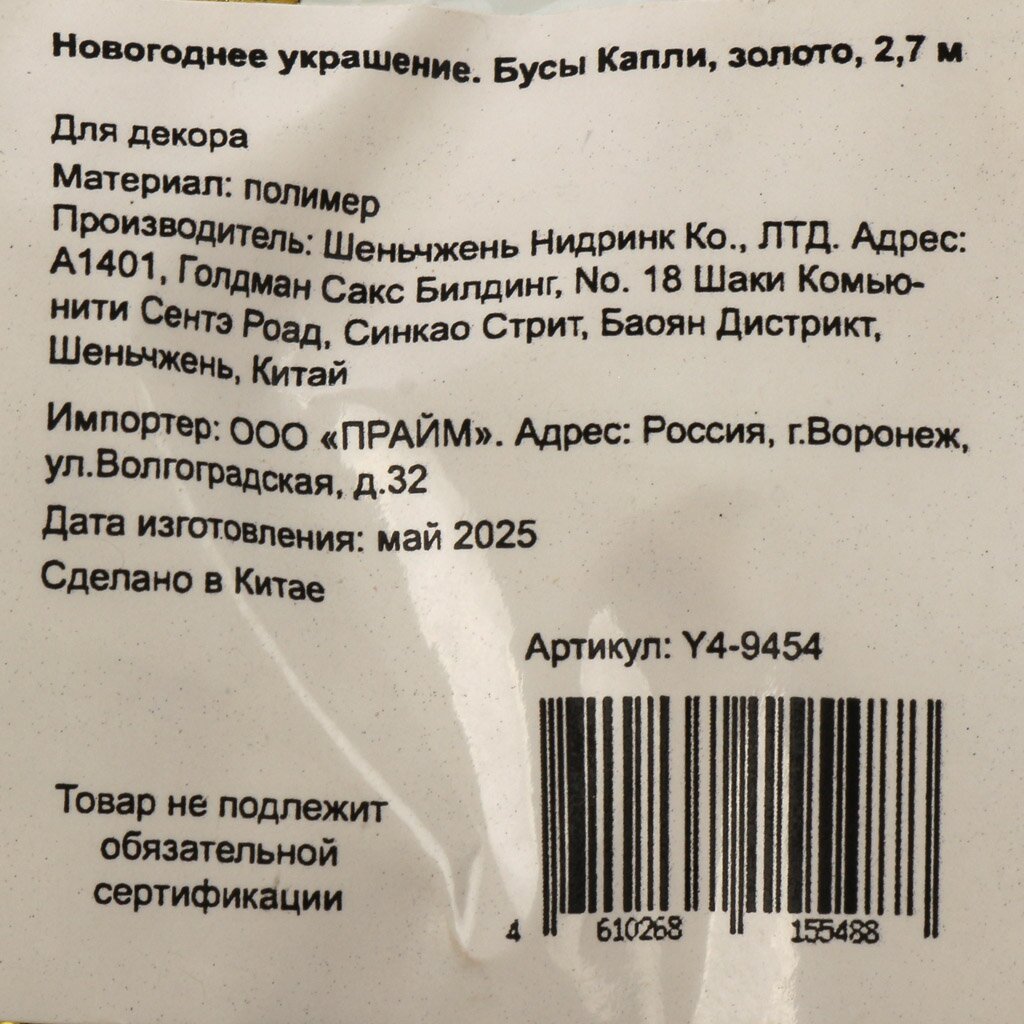 Новогоднее украшение. Бусы Капли, золото, 2,7 м
Для декора
Материал: полимер
Производитель: Шеньчжень Нидринк Ко., ЛТД. Адрес:
А1401, Голдман Сакс Билдинг, No. 18 Шаки Комью-
нити Сентэ Роад, Синкао Стрит, Баоян Дистрикт,
Шеньчжень, Китай
Импортер: ООО «ПРАЙМ». Адрес: Россия, г.Воронеж,
ул.Волгоградская, д.32
Дата изготовления: май 2025
Сделано в Китае
Артикул: Y4-9454
Товар не подлежит
обязательной
сертификации
4 610268 155488